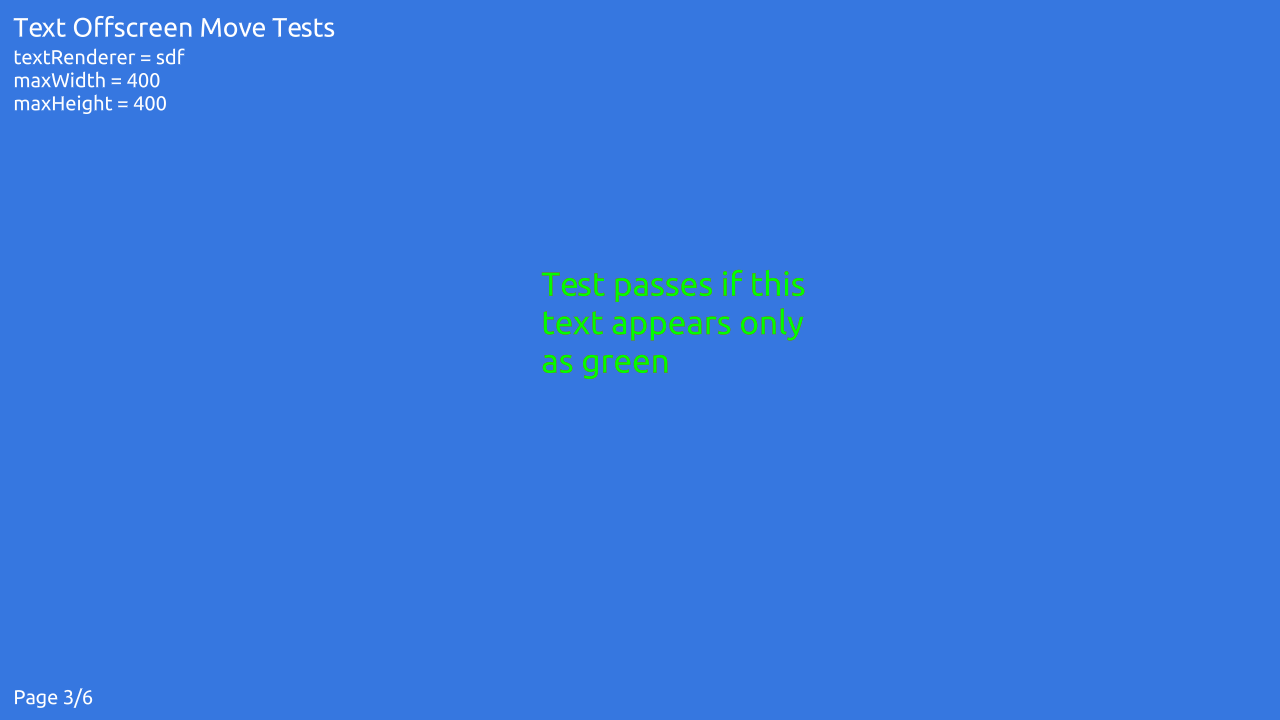 Text Offscreen Move Tests
textRenderer = sdf
maxWidth = 400
maxHeight = 400
Test passes if this
text appears only
as green
Page 3/6